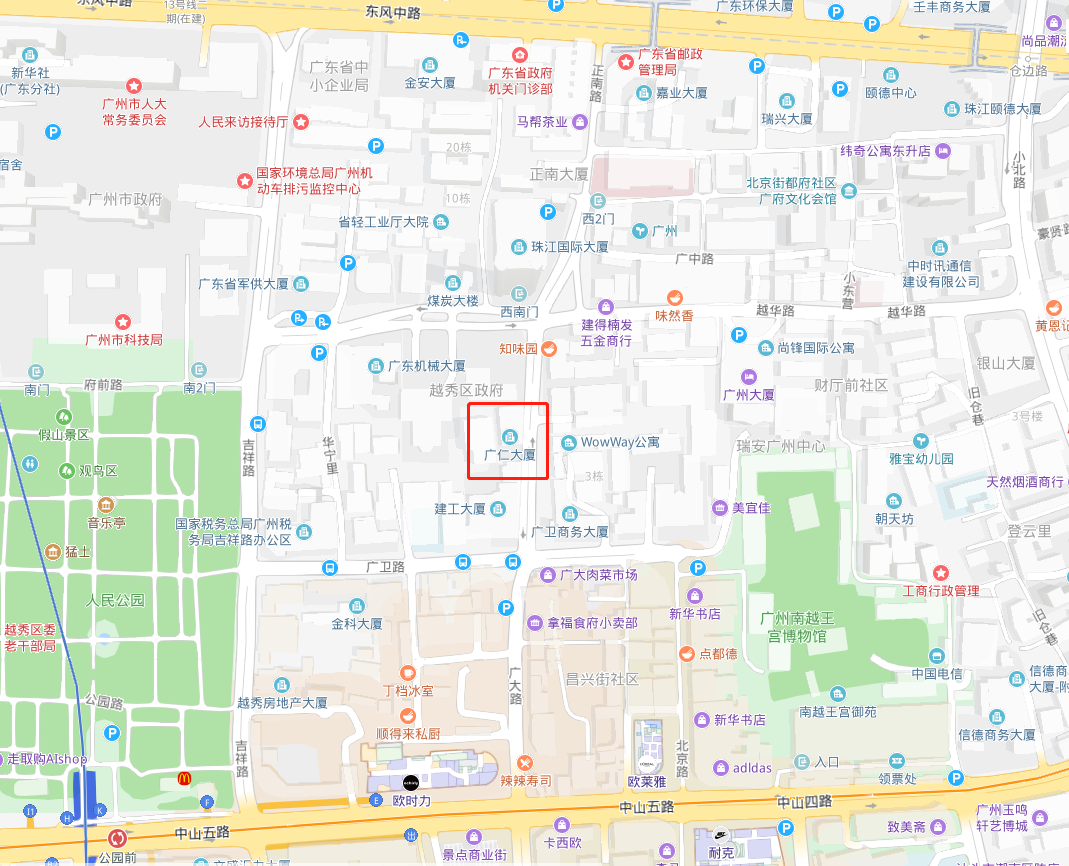 东风中路
13号线二
期(在建)
东风中路
广东环保大厦
壬丰商务大厦
尚品潮流
仓边路
新华社
(广东分社)
广州市人大
常务委员会
广东省中
小企业局
金安大厦
广东省政府
机关门诊部
正南路
广东省邮政
管理局
嘉业大厦
瑞兴大厦
颐德中心
珠江颐德大厦
人民来访接待厅
马帮茶业
20栋
纬奇公寓东升店
小北路
宿舍
广州市政府
国家环境总局广州机
动车排污监控中心
10栋
正南大厦
北京街都府社区
广府文化会馆
省轻工业厅大院
西2门
广州
珠江国际大厦
广中路
豪贤路
中时讯通信
建设有限公司
广东省军供大厦
煤炭大楼
西南门
小东营
越华路
越华路
建得楠发
五金商行
味然香
黄恩记
广州市科技局
知味园
尚锋国际公寓
广东机械大厦
银山大厦
南门
府前路
南2门
越秀区政府
广州大厦
财厅前社区
旧仓巷
3号楼
假山景区
吉祥路
华宁里
广仁大厦
WowWay公寓
瑞安广州中心
雅宝幼儿园
观鸟区
3栋
天然烟酒商行
音乐亭
国家税务总局广州税
务局吉祥路办公区
建工大厦
广卫商务大厦
美宜佳
朝天坊
登云里
猛土
广卫路
广大肉菜市场
工商行政管理
人民公园
金科大厦
拿福食府小卖部
新华书店
广州南越王
宫博物馆
旧仓巷
越秀区委
老干部局
点都德
中国电信
信德商
大厦-附
丁档冰室
广大路
昌兴街社区
公园路
越秀房地产大厦
顺得来私厨
新华书店
南越王宫御苑
信德商务大厦
走取购AIshop
吉祥路
北京路
辣辣寿司
欧莱雅
adldas
入口
领票处
欧时力
中山五路
中山四路
I1
H
K
F
E
出
中山五路
公园前
景点商业街
卡西欧
耐克
致美斋
广州玉鸣
轩艺博城